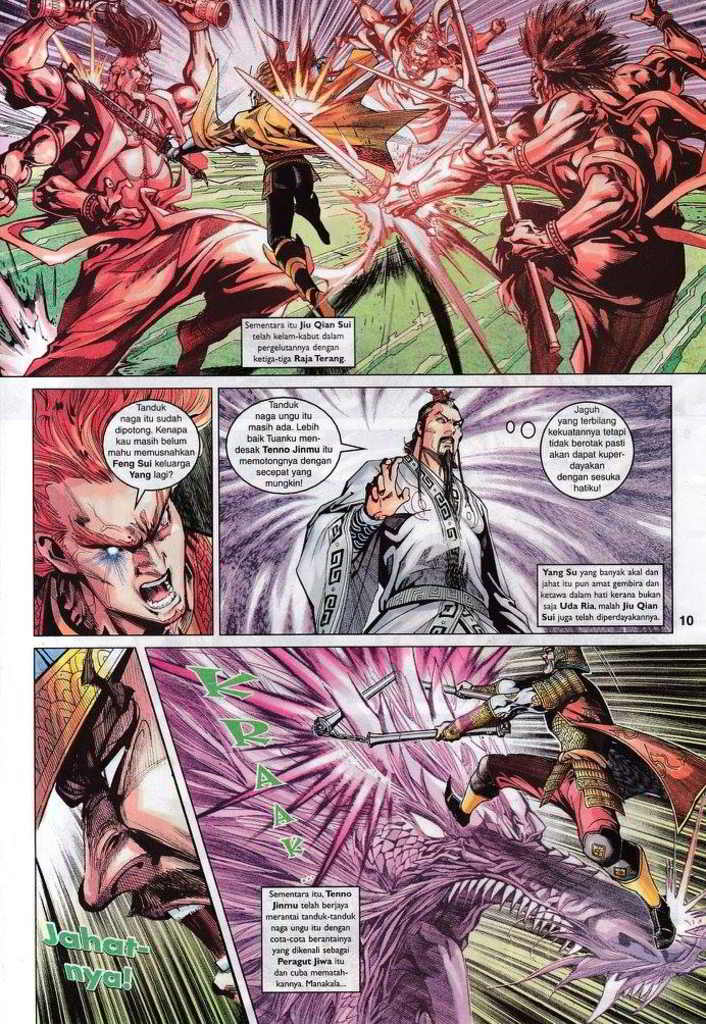 Sementara itu Jiu Qian Sui
telah kelam-kabut dalam
pergelutannya dengan
ketiga-tiga Raja Terang.
Tanduk
naga itu sudah
dipotong. Kenapa
kau masih belum
mahu memusnahkan
Feng Sui keluarga
Yang lagi?
Tanduk
naga ungu itu
masih ada. Lebih
baik Tuanku men-
desak Tenno Jinmu itu
memotongnya dengan
secepat yang
mungkin!
Jaguh
yang terbilang
kekuatannya tetapi
tidak berotak pasti
akan dapat kuper-
dayakan
dengan sesuka
hatiku!
Yang Su yang banyak akal dan
jahat itu pun amat gembira dan
ketawa dalam hati kerana bukan
saja Uda Ria, malah Jiu Qian
Sui juga telah diperdayakannya.
10
Jahat-
nya!
KRAAK
Sementara itu, Tenno
Jinmu telah berjaya
merantai tanduk-tanduk
naga ungu itu dengan
cota-cota berantainya
yang dikenali sebagai
Peragut Jiwa itu
dan cuba mematah-
kannya. Manakala...